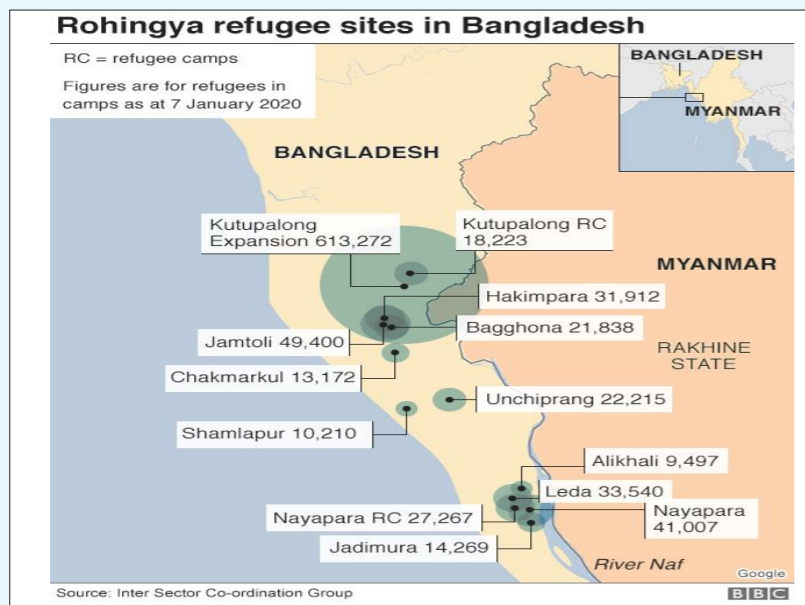 Rohingya refugee sites in Bangladesh
RC = refugee camps
Figures are for refugees in
camps as at 7 January 2020
BANGLADESH
MYANMAR
BANGLADESH
Kutupalong
Expansion 613,272
Kutupalong RC
18,223
MYANMAR
Hakimpara 31,912
Bagghona 21,838
Jamtoli 49,400
RAKHINE
STATE
Chakmarkul 13,172
Unchiprang 22,215
Shamlapur 10,210
Alikhali 9,497
Leda 33,540
Nayapara RC 27,267
Nayapara
41,007
Jadimura 14,269
River Naf
Google
Source: Inter Sector Co-ordination Group
BBC